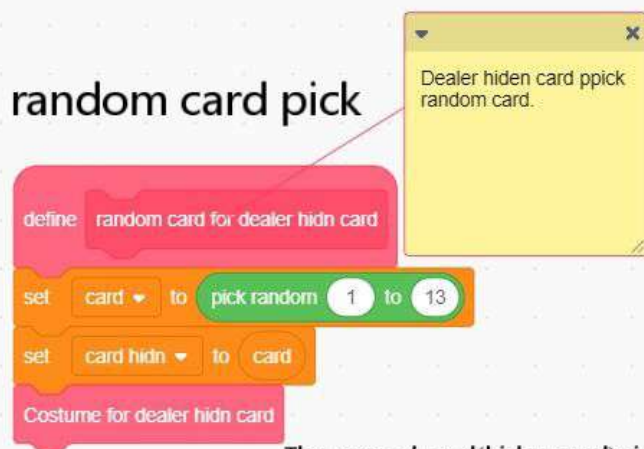 Dealer hiden card ppick
random card.
random card pick
define random card for dealer hidn card
set card to pick random 1 to 13
set card hidn to card
Costume for dealer hidn card